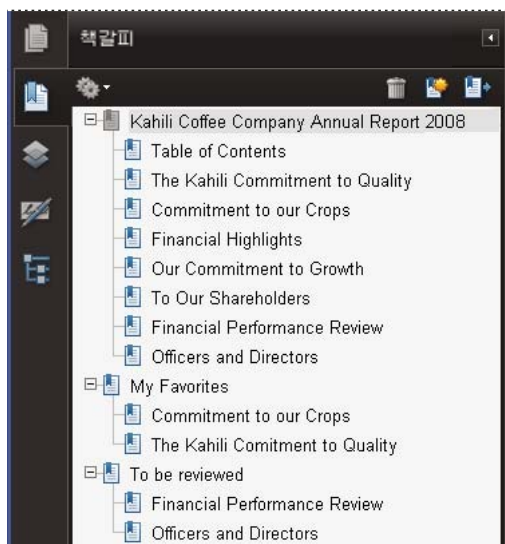 책갈피
Kahili Coffee Company Annual Report 2008
Table of Contents
The Kahili Commitment to Quality
Commitment to our Crops
Financial Highlights
Our Commitment to Growth
To Our Shareholders
Financial Performance Review
Officers and Directors
My Favorites
Commitment to our Crops
The Kahili Comitment to Quality
To be reviewed
Financial Performance Review
Officers and Directors